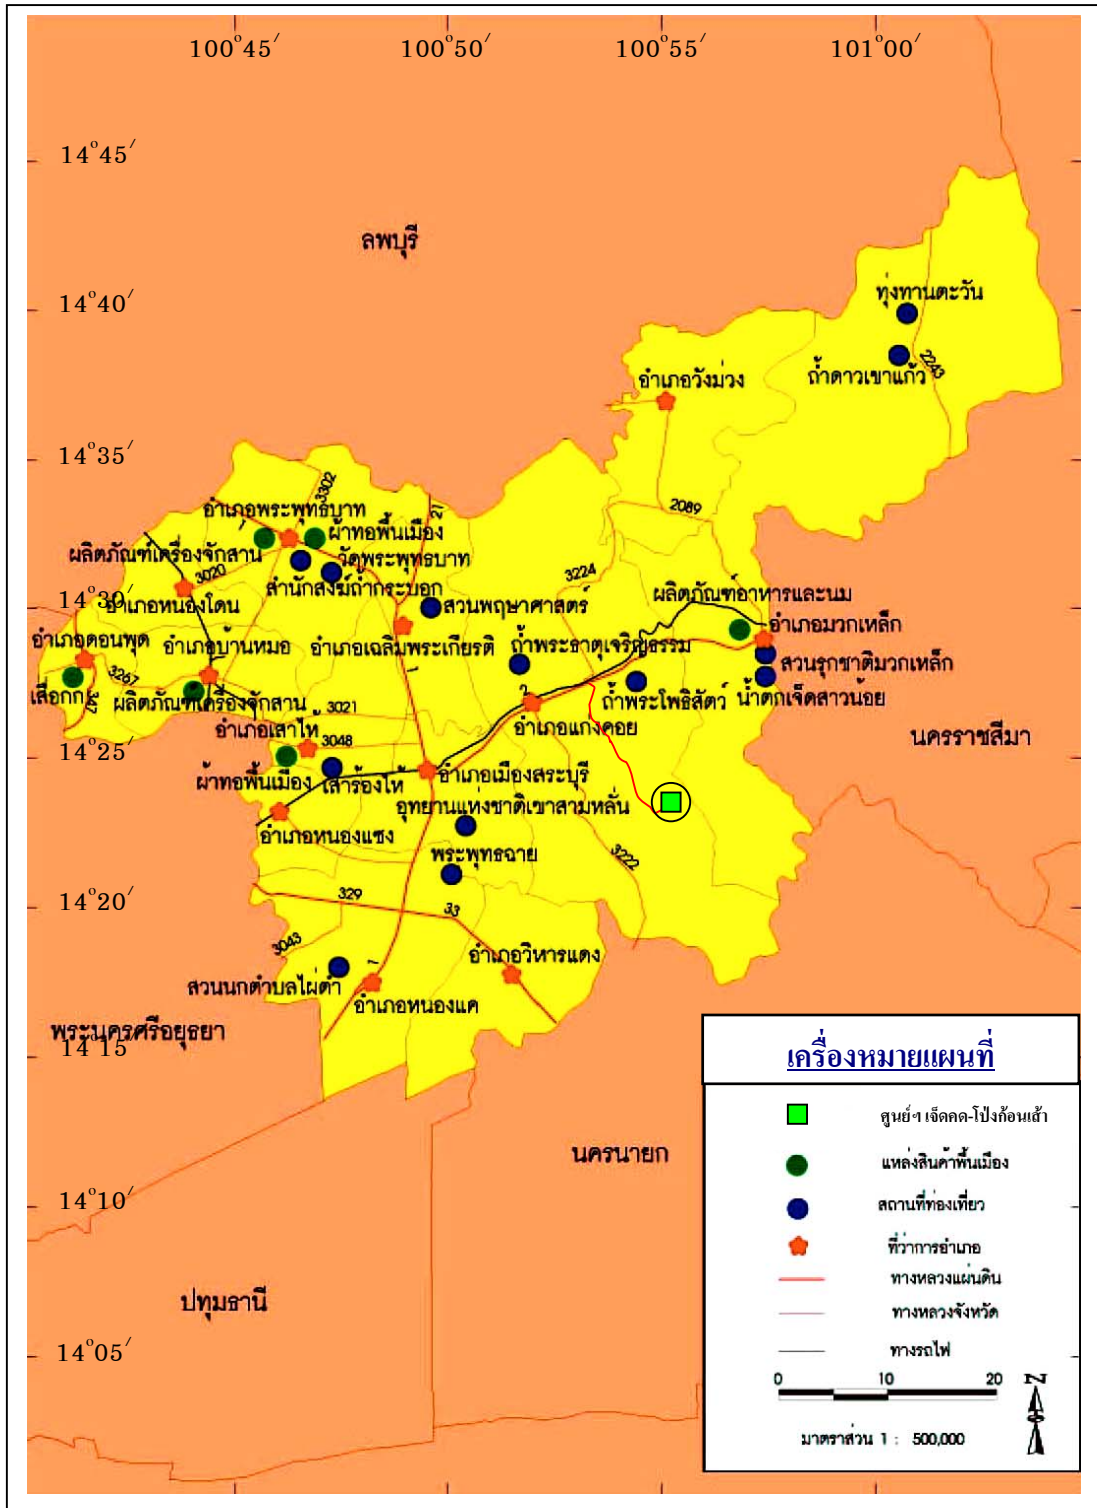 100°45′ 100°50′ 100°55′ 101°00′
14°45′
ลพบุรี
14°40′
ทุ่งทานตะวัน
ถ้ำดาวเขาแก้ว
2243
อำเภอวังม่วง
14°35′
3302
อำเภอพระพุทธบาท
1
21
2089
ผ้าทอพื้นเมือง
ผลิตภัณฑ์เครื่องจักสาน
วัดพระพุทธบาท
3020
สำนักสงฆ์ถ้ำกระบอก
3224
ผลิตภัณฑ์อาหารและนม
14°30′
อำเภอหนองโดน
สวนพฤษาศาสตร์
อำเภอมวกเหล็ก
อำเภอดอนพุด
อำเภอบ้านหมอ
อำเภอเฉลิมพระเกียรติ
ถ้ำพระธาตุเจริญธรรม
สวนรุกชาติมวกเหล็ก
3267
1
2
เสื่อกก
347
ผลิตภัณฑ์เครื่องจักสาน
ถ้ำพระโพธิสัตว์
น้ำตกเจ็ดสาวน้อย
3021
อำเภอเสาไห้
อำเภอแก่งคอย
นครราชสีมา
3048
14°25′
ผ้าทอพื้นเมือง
เสาร้องไห้
อำเภอเมืองสระบุรี
อุทยานแห่งชาติเขาสามหลั่น
อำเภอหนองแซง
พระพุทธฉาย
3222
14°20′
329
33
3043
1
อำเภอวิหารแดง
สวนนกตำบลไผ่ต่ำ
อำเภอหนองแค
พระนครศรีอยุธยา
14°15′
นครนายก
14°10′
ปทุมธานี
14°05′
เครื่องหมายแผนที่
ศูนย์ฯ เจ็ดคด-โป่งก้อนเส้า
แหล่งสินค้าพื้นเมือง
สถานที่ท่องเที่ยว
ที่ว่าการอำเภอ
ทางหลวงแผ่นดิน
ทางหลวงจังหวัด
ทางรถไฟ
0 10 20
N
มาตราส่วน 1 : 500,000